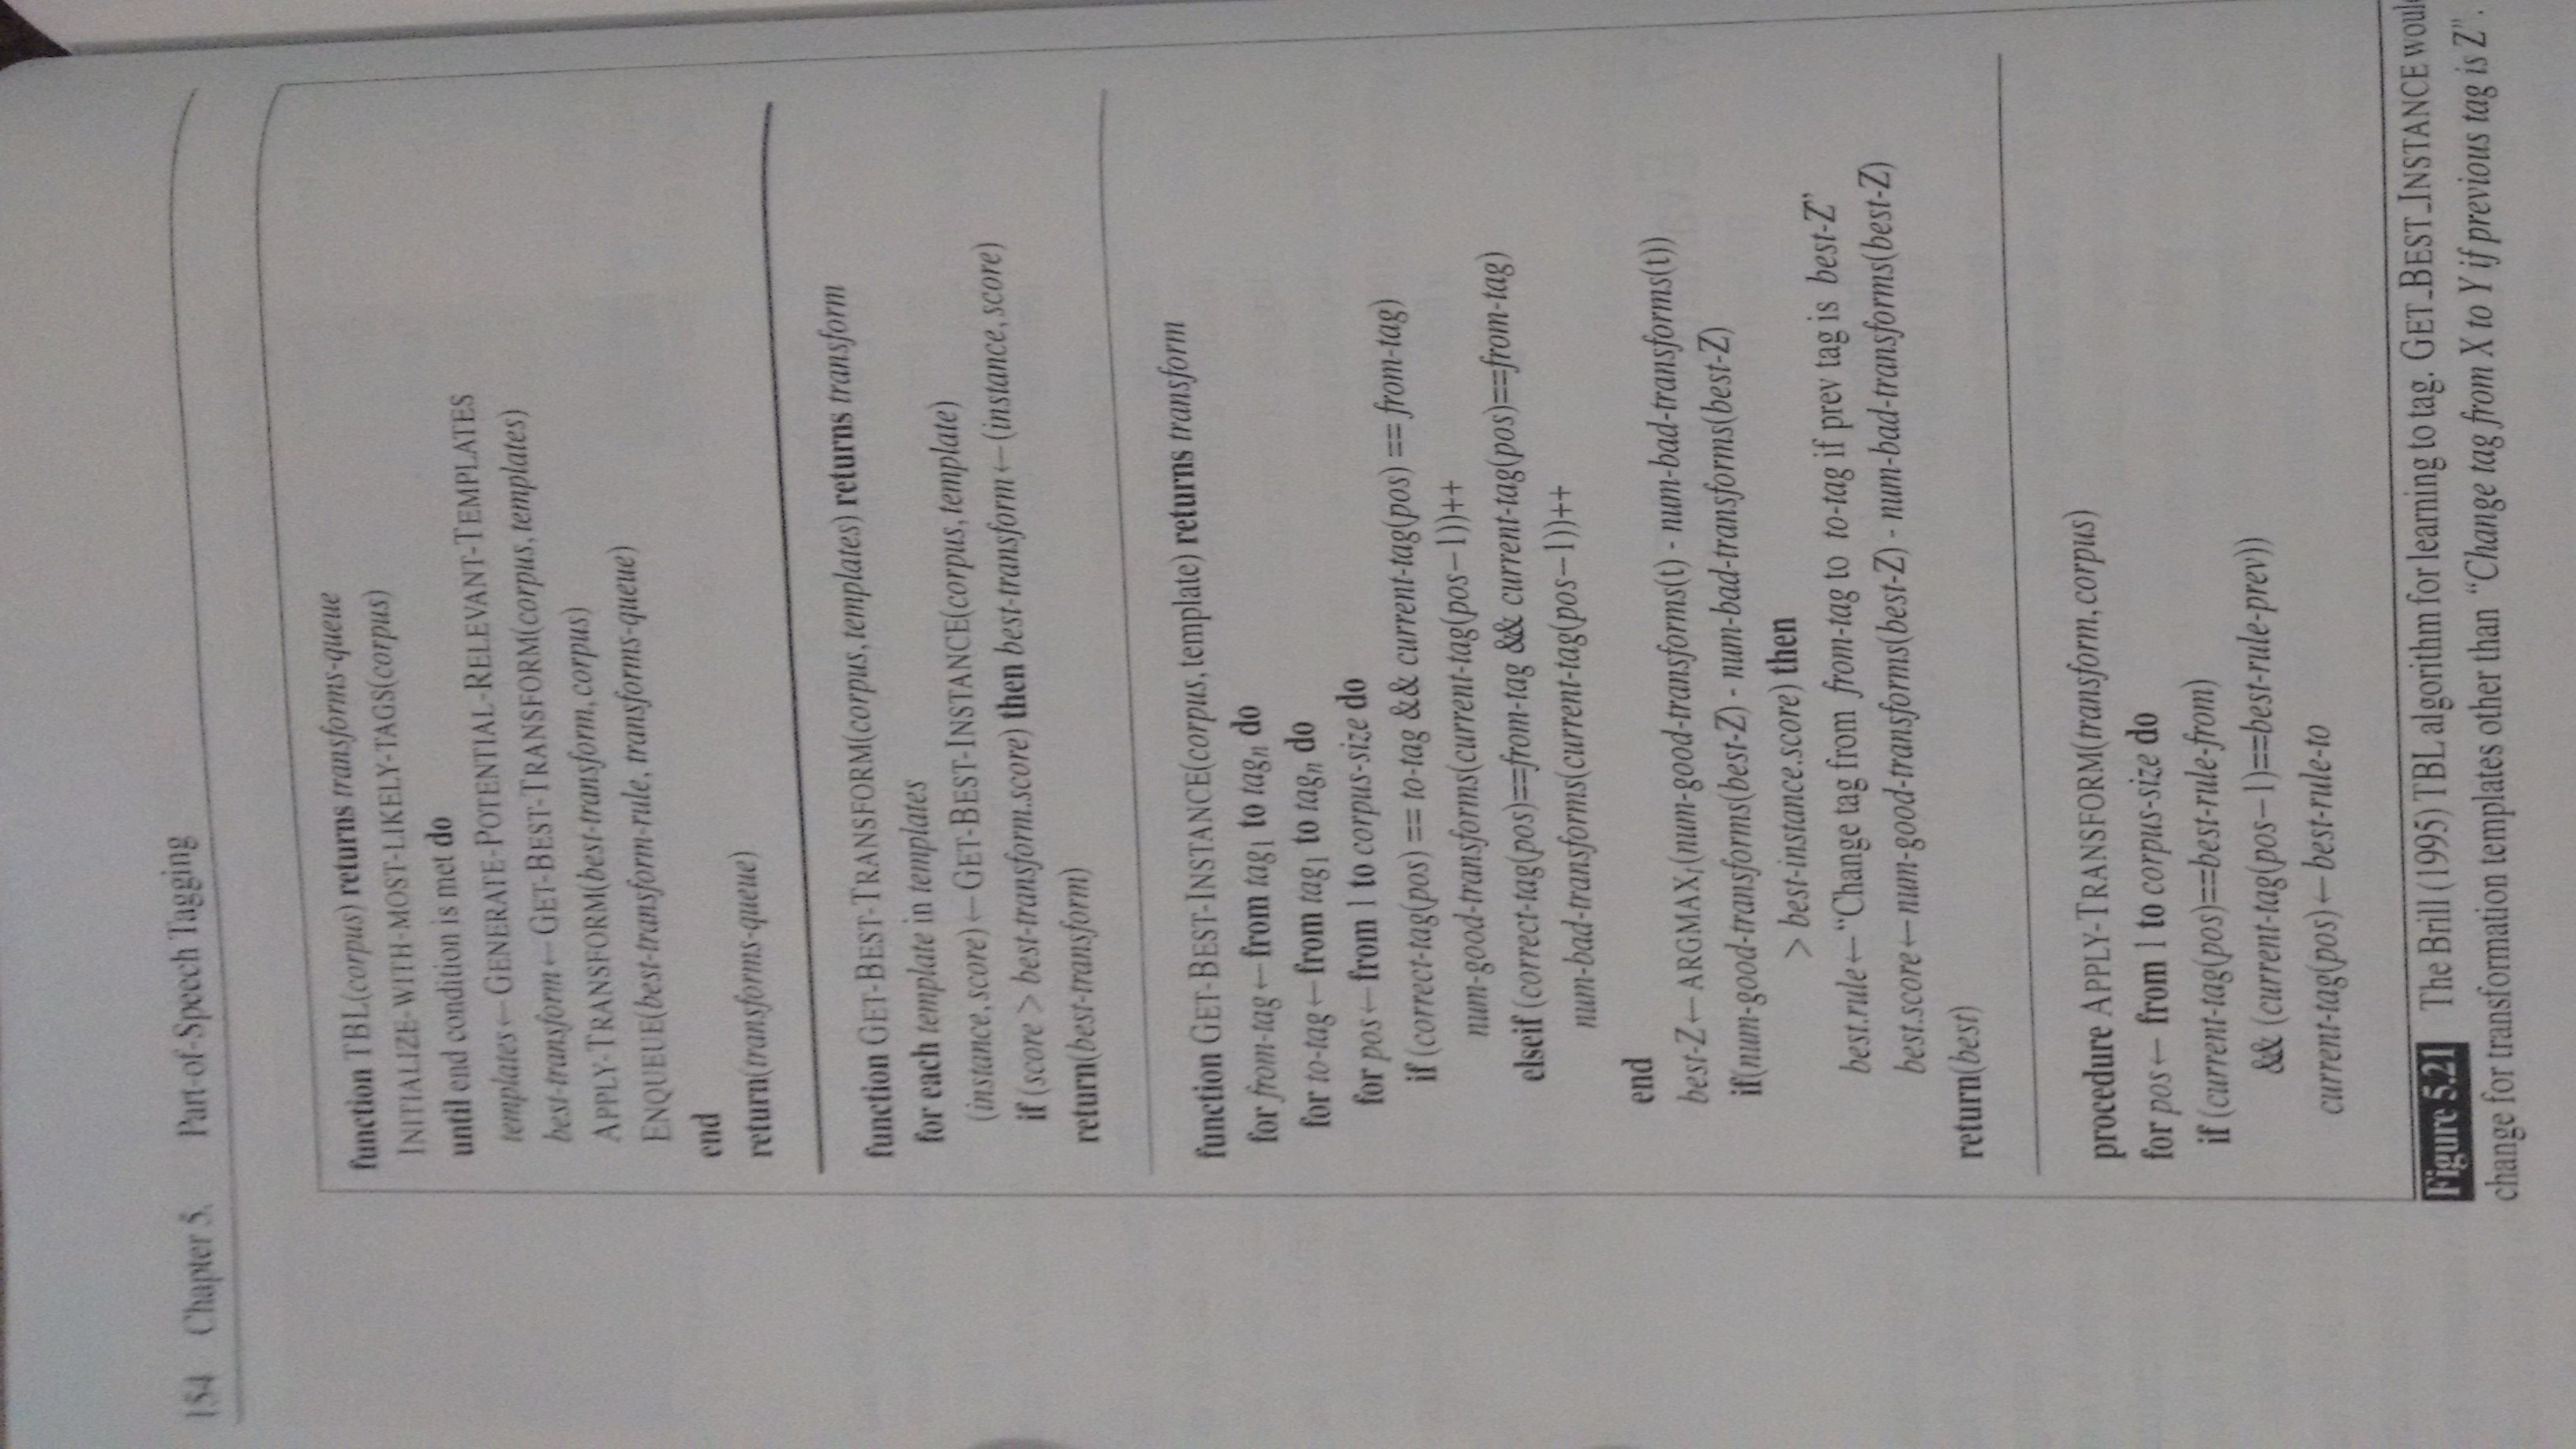 154 Chapter 5. Part-of-Speech Tagging
function TBL(corpus) returns transforms-queue
INITIALIZE-WITH-MOST-LIKELY-TAGS(corpus)
until end condition is met do
templates←GENERATE-POTENTIAL-RELEVANT-TEMPLATES
best-transform←GET-BEST-TRANSFORM(corpus, templates)
APPLY-TRANSFORM(best-transform, corpus)
ENQUEUE(best-transform-rule, transforms-queue)
end
return(transforms-queue)
function GET-BEST-TRANSFORM(corpus, templates) returns transform
for each template in templates
(instance, score)←GET-BEST-INSTANCE(corpus, template)
if (score > best-transform.score) then best-transform←(instance, score)
return(best-transform)
function GET-BEST-INSTANCE(corpus, template) returns transform
for from-tag←from tag1 to tagn do
for to-tag←from tag1 to tagn do
for pos←from 1 to corpus-size do
if (correct-tag(pos) == to-tag && current-tag(pos) == from-tag)
num-good-transforms(current-tag(pos−1))++
elseif (correct-tag(pos)==from-tag && current-tag(pos)==from-tag)
num-bad-transforms(current-tag(pos−1))++
end
best-Z←ARGMAXt(num-good-transforms(t) - num-bad-transforms(t))
if(num-good-transforms(best-Z) - num-bad-transforms(best-Z)
> best-instance.score) then
best.rule←“Change tag from from-tag to to-tag if prev tag is best-Z”
best.score←num-good-transforms(best-Z) - num-bad-transforms(best-Z)
return(best)
procedure APPLY-TRANSFORM(transform, corpus)
for pos← from 1 to corpus-size do
if (current-tag(pos)==best-rule-from)
&& (current-tag(pos−1)==best-rule-prev))
current-tag(pos)←best-rule-to
Figure 5.21 The Brill (1995) TBL algorithm for learning to tag. GET_BEST_INSTANCE woul
change for transformation templates other than “Change tag from X to Y if previous tag is Z”.